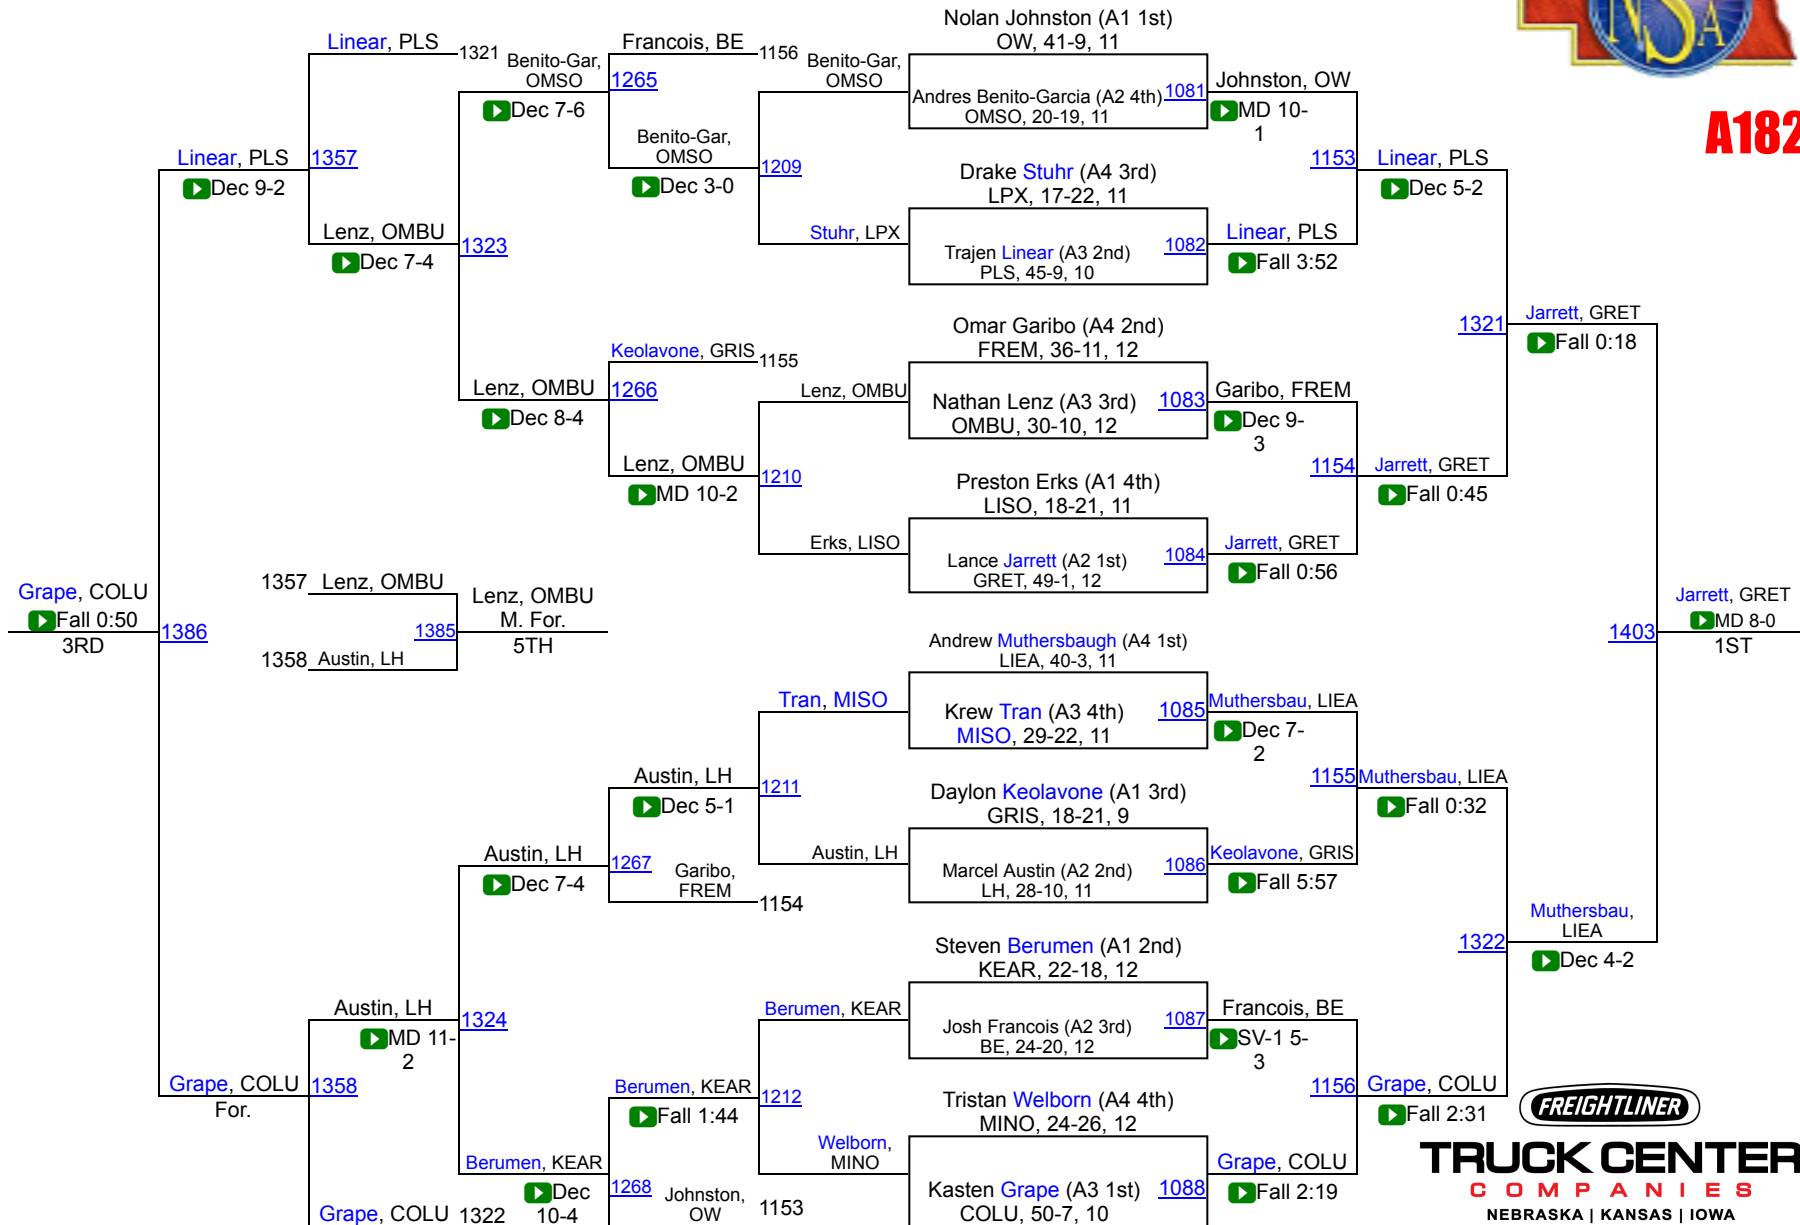 Nolan Johnston (A1 1st)
OW, 41-9, 11
Linear, PLS
1321
Benito-Gar,
OMSO
Francois, BE
1156
Benito-Gar,
OMSO
1265
Dec 7-6
Andres Benito-Garcia (A2 4th)
OMSO, 20-19, 11
1081
Johnston, OW
MD 10-
1
NSA
A182
Linear, PLS
Dec 9-2
1357
Benito-Gar,
OMSO
Dec 3-0
1209
Drake Stuhr (A4 3rd)
LPX, 17-22, 11
1153
Linear, PLS
Dec 5-2
Lenz, OMBU
Dec 7-4
1323
Stuhr, LPX
Trajen Linear (A3 2nd)
PLS, 45-9, 10
1082
Linear, PLS
Fall 3:52
Omar Garibo (A4 2nd)
FREM, 36-11, 12
1321
Jarrett, GRET
Fall 0:18
Keolavone, GRIS
1155
Lenz, OMBU
Dec 8-4
1266
Lenz, OMBU
Nathan Lenz (A3 3rd)
OMBU, 30-10, 12
1083
Garibo, FREM
Dec 9-
3
Lenz, OMBU
MD 10-2
1210
Preston Erks (A1 4th)
LISO, 18-21, 11
1154
Jarrett, GRET
Fall 0:45
Erks, LISO
Lance Jarrett (A2 1st)
GRET, 49-1, 12
1084
Jarrett, GRET
Fall 0:56
Grape, COLU
Fall 0:50
3RD
1386
1357
Lenz, OMBU
1385
1358
Austin, LH
Lenz, OMBU
M. For.
5TH
1403
Jarrett, GRET
MD 8-0
1ST
Andrew Muthersbaugh (A4 1st)
LIEA, 40-3, 11
Tran, MISO
Krew Tran (A3 4th)
MISO, 29-22, 11
1085
Muthersbau, LIEA
Dec 7-
2
Austin, LH
Dec 5-1
1211
Daylon Keolavone (A1 3rd)
GRIS, 18-21, 9
1155
Muthersbau, LIEA
Fall 0:32
Austin, LH
Dec 7-4
1267
Garibo,
FREM
1154
Austin, LH
Marcel Austin (A2 2nd)
LH, 28-10, 11
1086
Keolavone, GRIS
Fall 5:57
Steven Berumen (A1 2nd)
KEAR, 22-18, 12
1322
Muthersbau,
LIEA
Dec 4-2
Austin, LH
MD 11-
2
1324
Berumen, KEAR
Josh Francois (A2 3rd)
BE, 24-20, 12
1087
Francois, BE
SV-1 5-
3
Grape, COLU
For.
1358
Berumen, KEAR
Fall 1:44
1212
Tristan Welborn (A4 4th)
MINO, 24-26, 12
1156
Grape, COLU
Fall 2:31
Berumen, KEAR
Dec
10-4
1268
Johnston,
OW
1153
Welborn,
MINO
Kasten Grape (A3 1st)
COLU, 50-7, 10
1088
Grape, COLU
Fall 2:19
Grape, COLU
1322
FREIGHTLINER
TRUCK CENTER
COMPANIES
NEBRASKA | KANSAS | IOWA